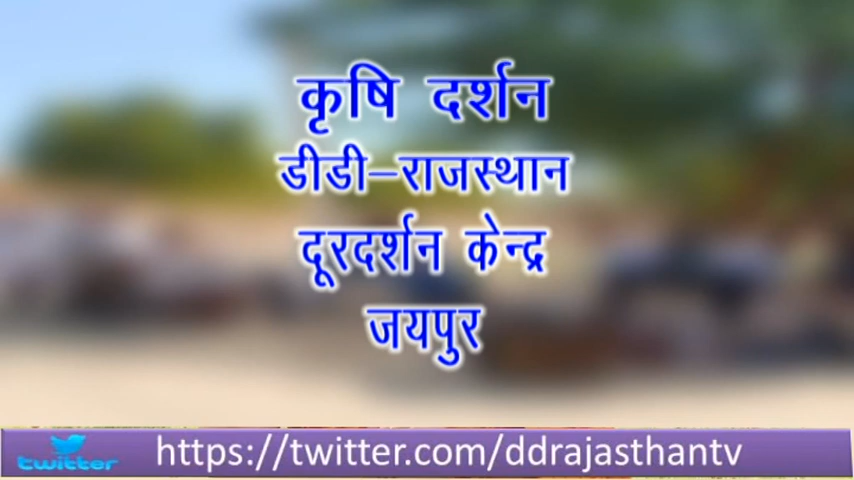 कृषि दर्शन
डीडी-राजस्थान
दूरदर्शन केन्द्र
जयपुर
twitter https://twitter.com/ddrajasthantv